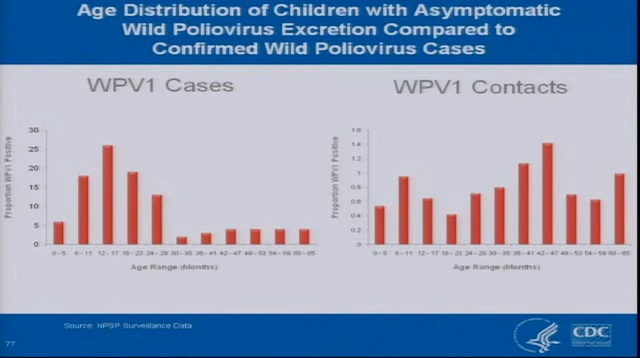 Age Distribution of Children with Asymptomatic
Wild Poliovirus Excretion Compared to
Confirmed Wild Poliovirus Cases
WPV1 Cases
Proportion WPV1 Positive
30
25
20
15
10
5
0
0 - 5 6 - 11 12 - 17 18 - 23 24 - 29 30 - 35 36 - 41 42 - 47 48 - 53 54 - 59 60 - 65
Age Range (Months)
WPV1 Contacts
Proportion WPV1 Positive
1.6
1.4
1.2
1
0.8
0.6
0.4
0.2
0
0 - 5 6 - 11 12 - 17 18 - 23 24 - 29 30 - 35 36 - 41 42 - 47 48 - 53 54 - 59 60 - 65
Age Range (Months)
Source: NPSP Surveillance Data
77
CDC